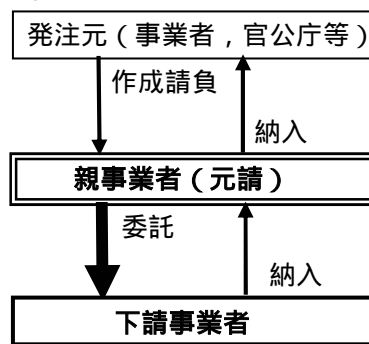 発注元（事業者，官公庁等）
作成請負
納入
親事業者（元請）
委託
納入
下請事業者